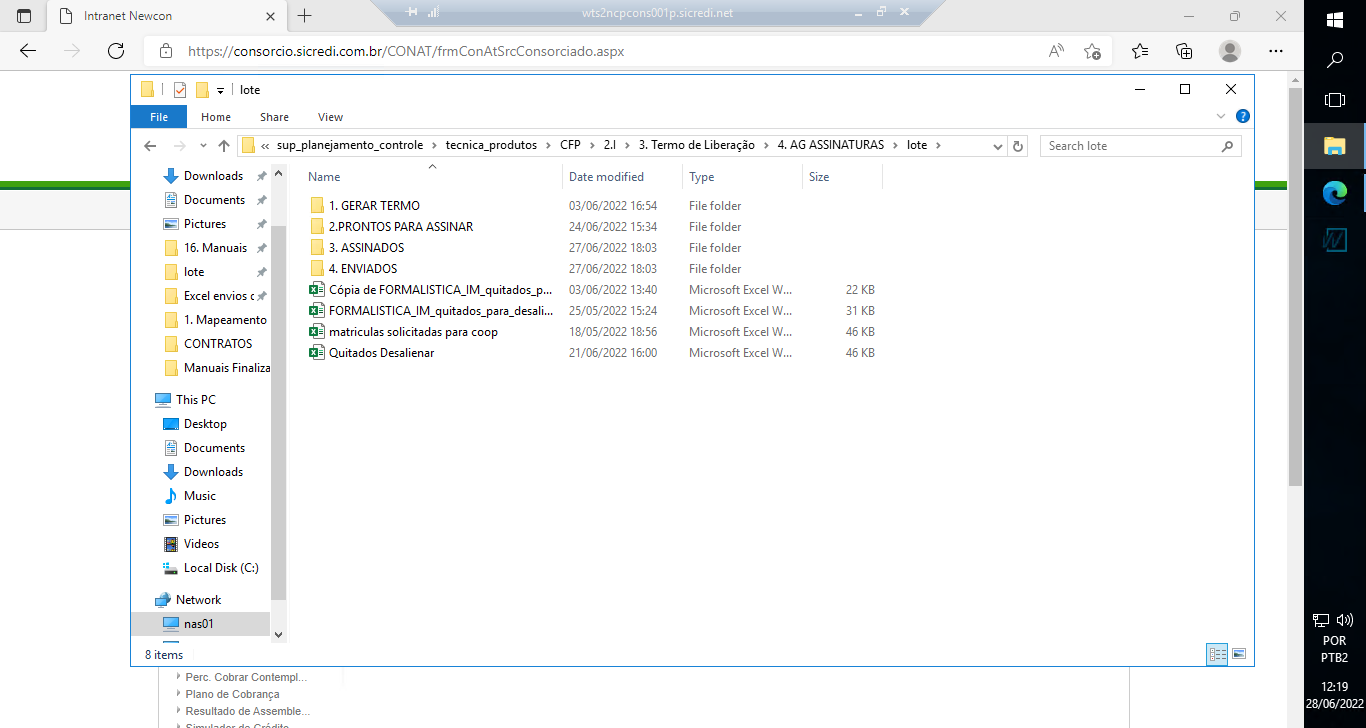 Intranet Newcon
wts2ncpcons001p.sicredi.net
https://consorcio.sicredi.com.br/CONAT/frmConAtSrcConsorciado.aspx
lote
File Home Share View
« sup_planejamento_controle > tecnica_produtos > CFP > 2.I > 3. Termo de Liberação > 4. AG ASSINATURAS > lote >
Search lote
Downloads
Documents
Pictures
16. Manuais
lote
Excel envios c
1. Mapeamento
CONTRATOS
Manuais Finaliza
This PC
Desktop
Documents
Downloads
Music
Pictures
Videos
Local Disk (C:)
Network
nas01
Name Date modified Type Size
1. GERAR TERMO 03/06/2022 16:54 File folder
2.PRONTOS PARA ASSINAR 24/06/2022 15:34 File folder
3. ASSINADOS 27/06/2022 18:03 File folder
4. ENVIADOS 27/06/2022 18:03 File folder
Cópia de FORMALISTICA_IM_quitados_p... 03/06/2022 13:40 Microsoft Excel W... 22 KB
FORMALISTICA_IM_quitados_para_desali... 25/05/2022 15:24 Microsoft Excel W... 31 KB
matriculas solicitadas para coop 18/05/2022 18:56 Microsoft Excel W... 46 KB
Quitados Desalienar 21/06/2022 16:00 Microsoft Excel W... 46 KB
8 items
Perc. Cobrar Contempl...
Plano de Cobrança
Resultado de Assemble...
Simulador de Crédito
POR
PTB2
12:19
28/06/2022